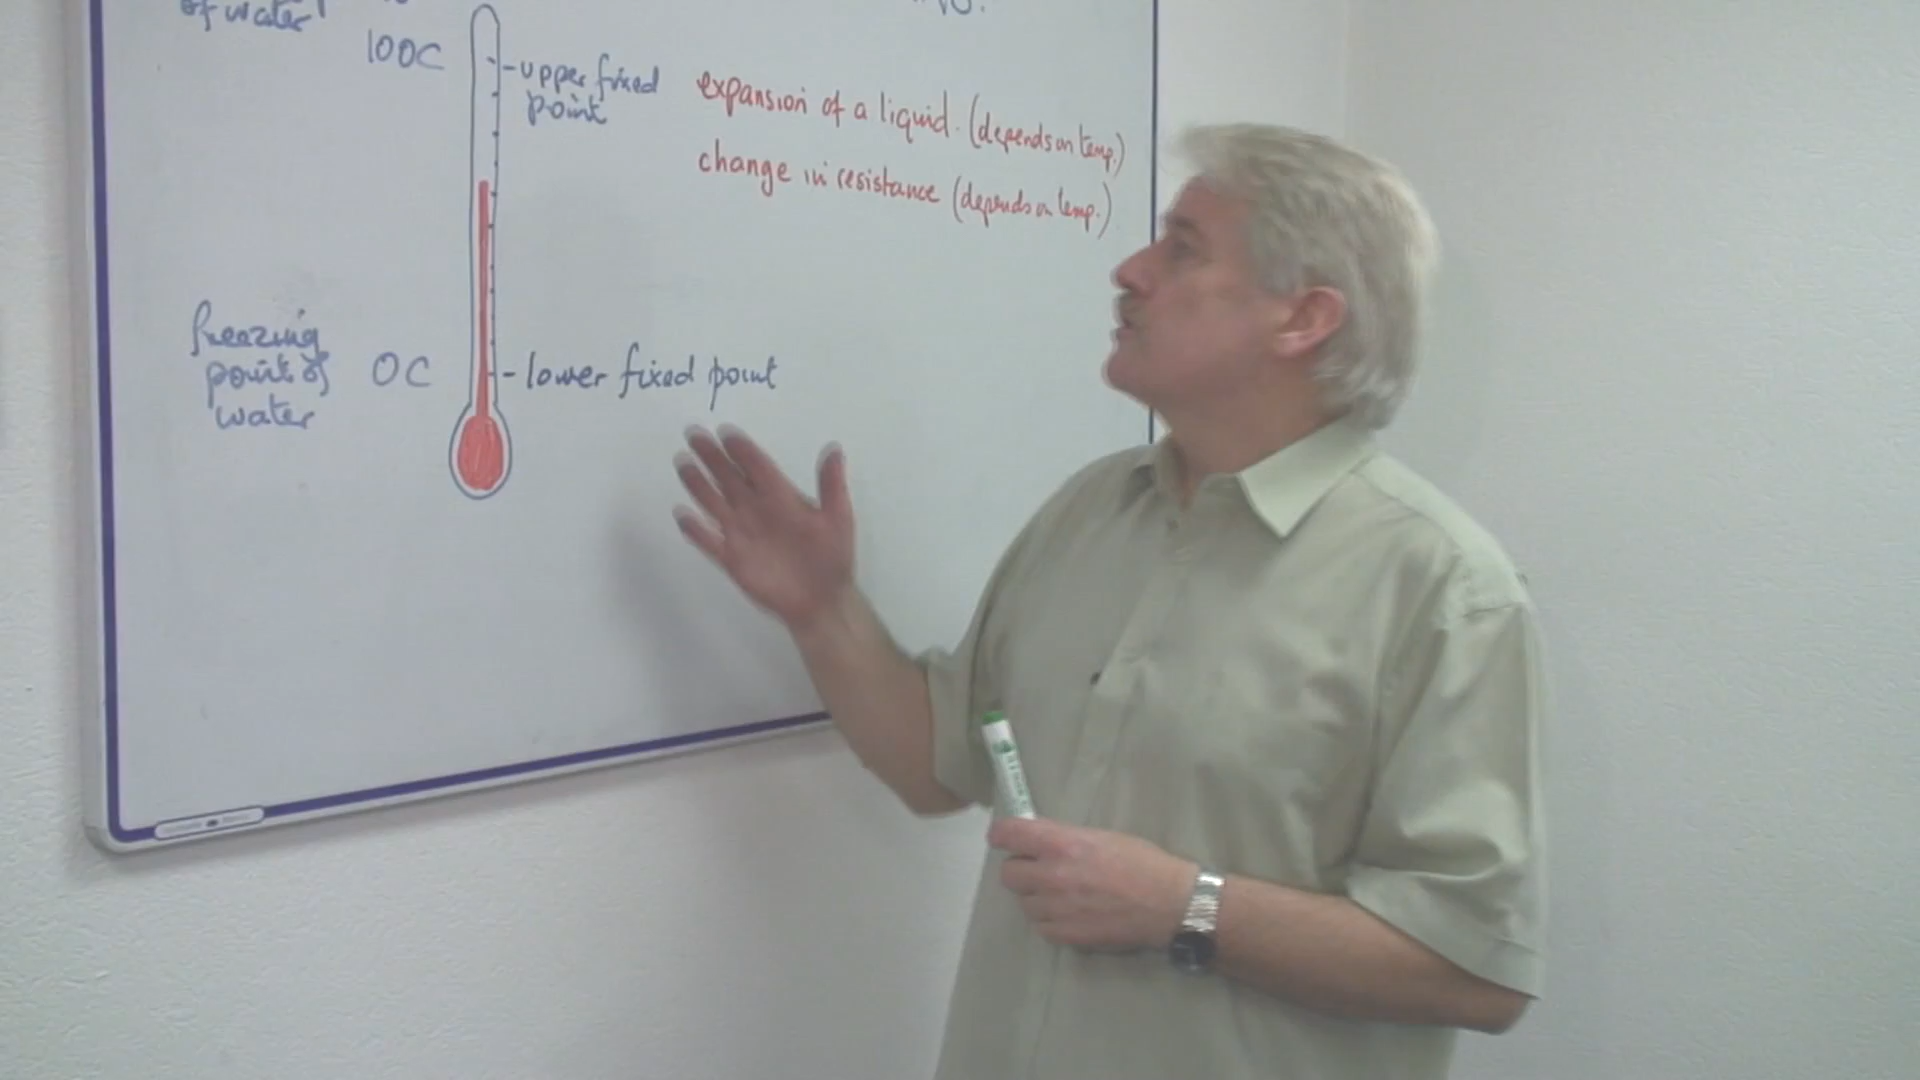 of water
100C
upper fixed
point
expansion of a liquid. (depends on temp.)
change in resistance (depends on temp.)
freezing
point of
water
0C
lower fixed point